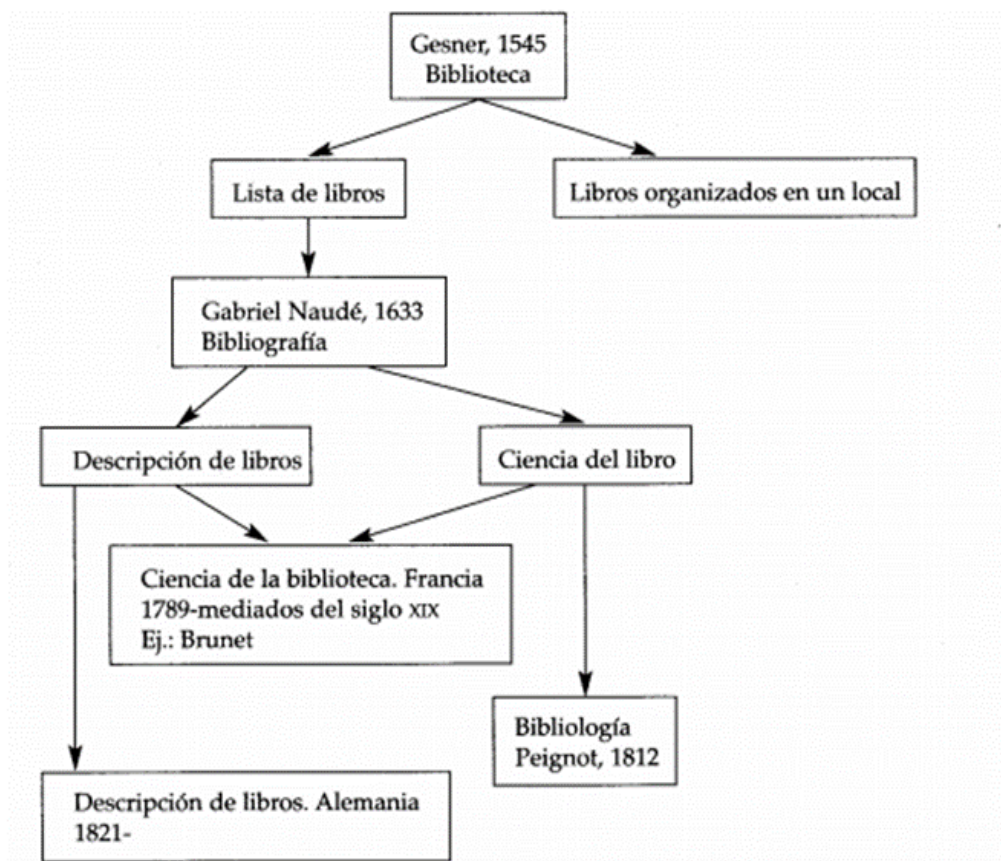 Gesner, 1545
Biblioteca
Lista de libros
Libros organizados en un local
Gabriel Naudé, 1633
Bibliografía
Descripción de libros
Ciencia del libro
Ciencia de la biblioteca. Francia
1789-mediados del siglo XIX
Ej.: Brunet
Bibliología
Peignot, 1812
Descripción de libros. Alemania
1821-